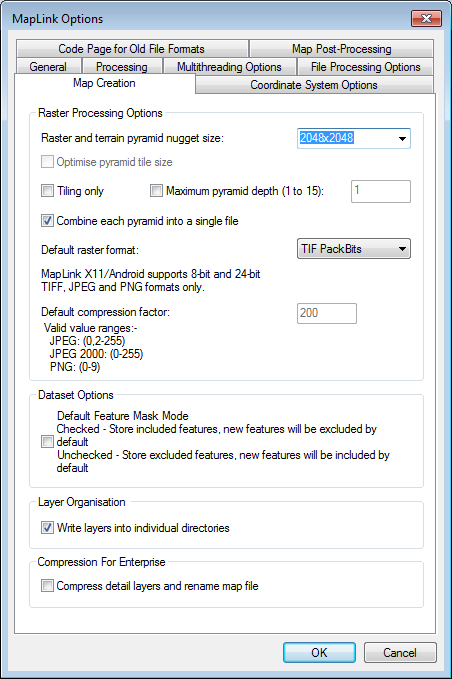 MapLink Options
Code Page for Old File Formats
Map Post-Processing
General
Processing
Multithreading Options
File Processing Options
Map Creation
Coordinate System Options
Raster Processing Options
Raster and terrain pyramid nugget size:
2048x2048
Optimise pyramid tile size
Tiling only
Maximum pyramid depth (1 to 15):
1
Combine each pyramid into a single file
Default raster format:
TIF PackBits
MapLink X11/Android supports 8-bit and 24-bit
TIFF, JPEG and PNG formats only.
Default compression factor:
200
Valid value ranges:-
JPEG: (0,2-255)
JPEG 2000: (0-255)
PNG: (0-9)
Dataset Options
Default Feature Mask Mode
Checked - Store included features, new features will be excluded by
default
Unchecked - Store excluded features, new features will be included by
default
Layer Organisation
Write layers into individual directories
Compression For Enterprise
Compress detail layers and rename map file
OK
Cancel